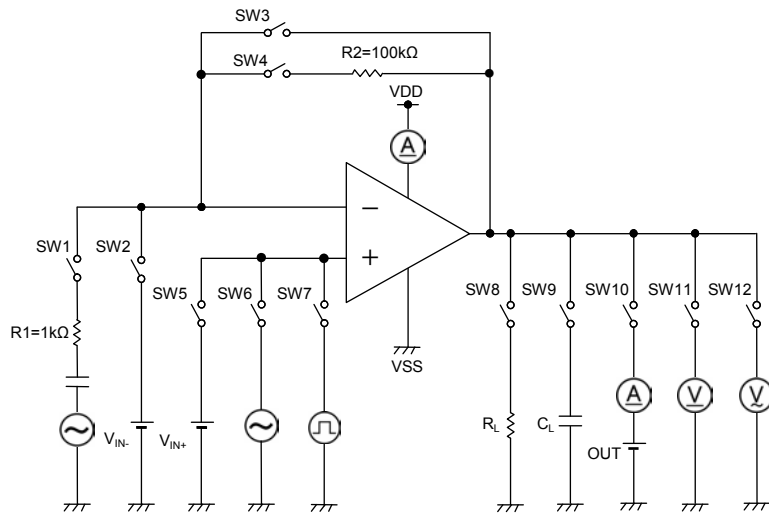 SW3
SW4
R2=100kΩ
VDD
A
SW1
SW2
SW5
SW6
SW7
SW8
SW9
SW10
SW11
SW12
R1=1kΩ
VSS
VIN-
VIN+
RL
CL
A
V
V
OUT